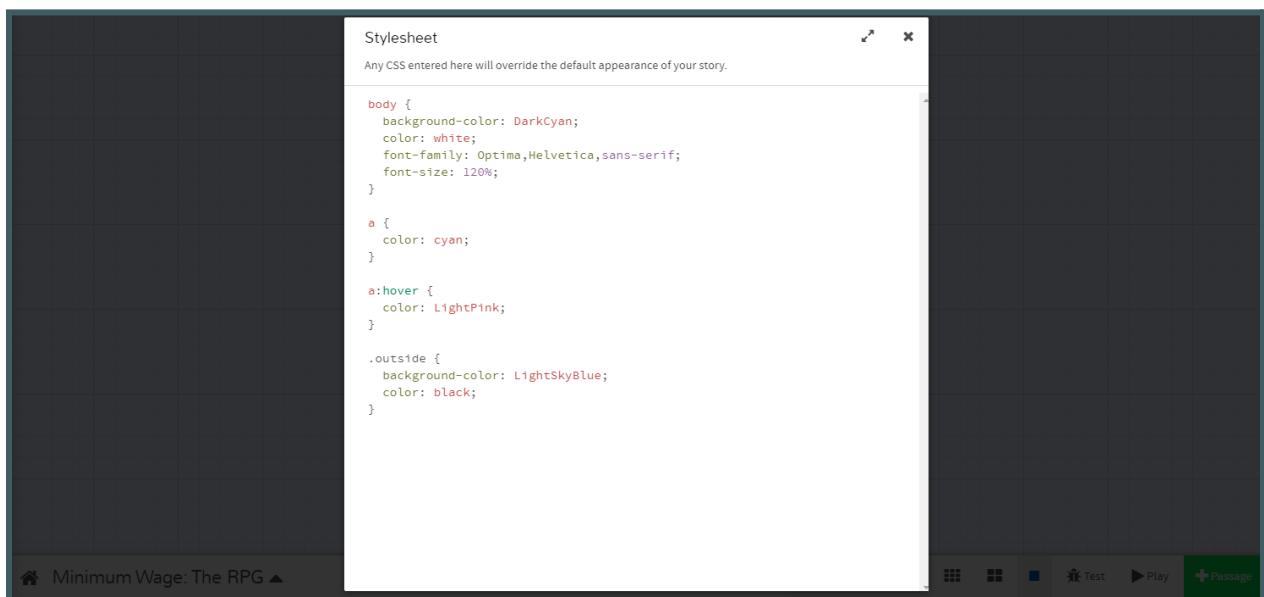 Stylesheet
Any CSS entered here will override the default appearance of your story.
body {
  background-color: DarkCyan;
  color: white;
  font-family: Optima,Helvetica,sans-serif;
  font-size: 120%;
}
a {
  color: cyan;
}
a:hover {
  color: LightPink;
}
.outside {
  background-color: LightSkyBlue;
  color: black;
}
Minimum Wage: The RPG
Test
Play
Passage